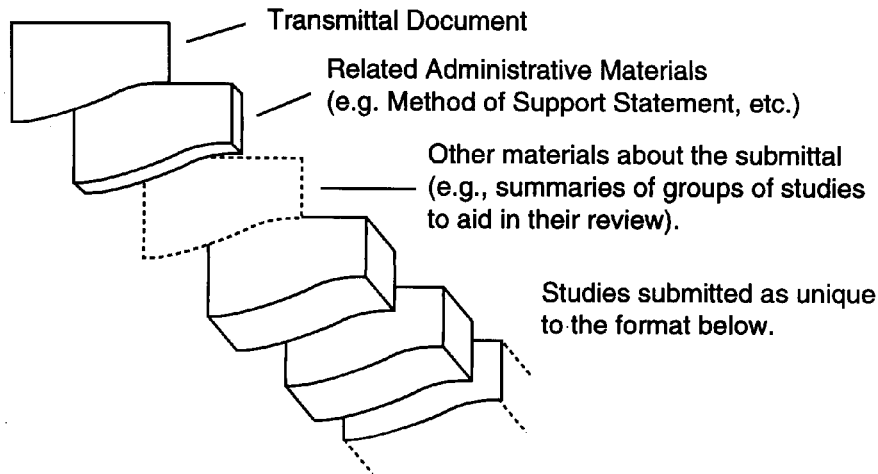 Transmittal Document
Related Administrative Materials
(e.g. Method of Support Statement, etc.)
Other materials about the submittal
(e.g., summaries of groups of studies
to aid in their review).
Studies submitted as unique
to the format below.